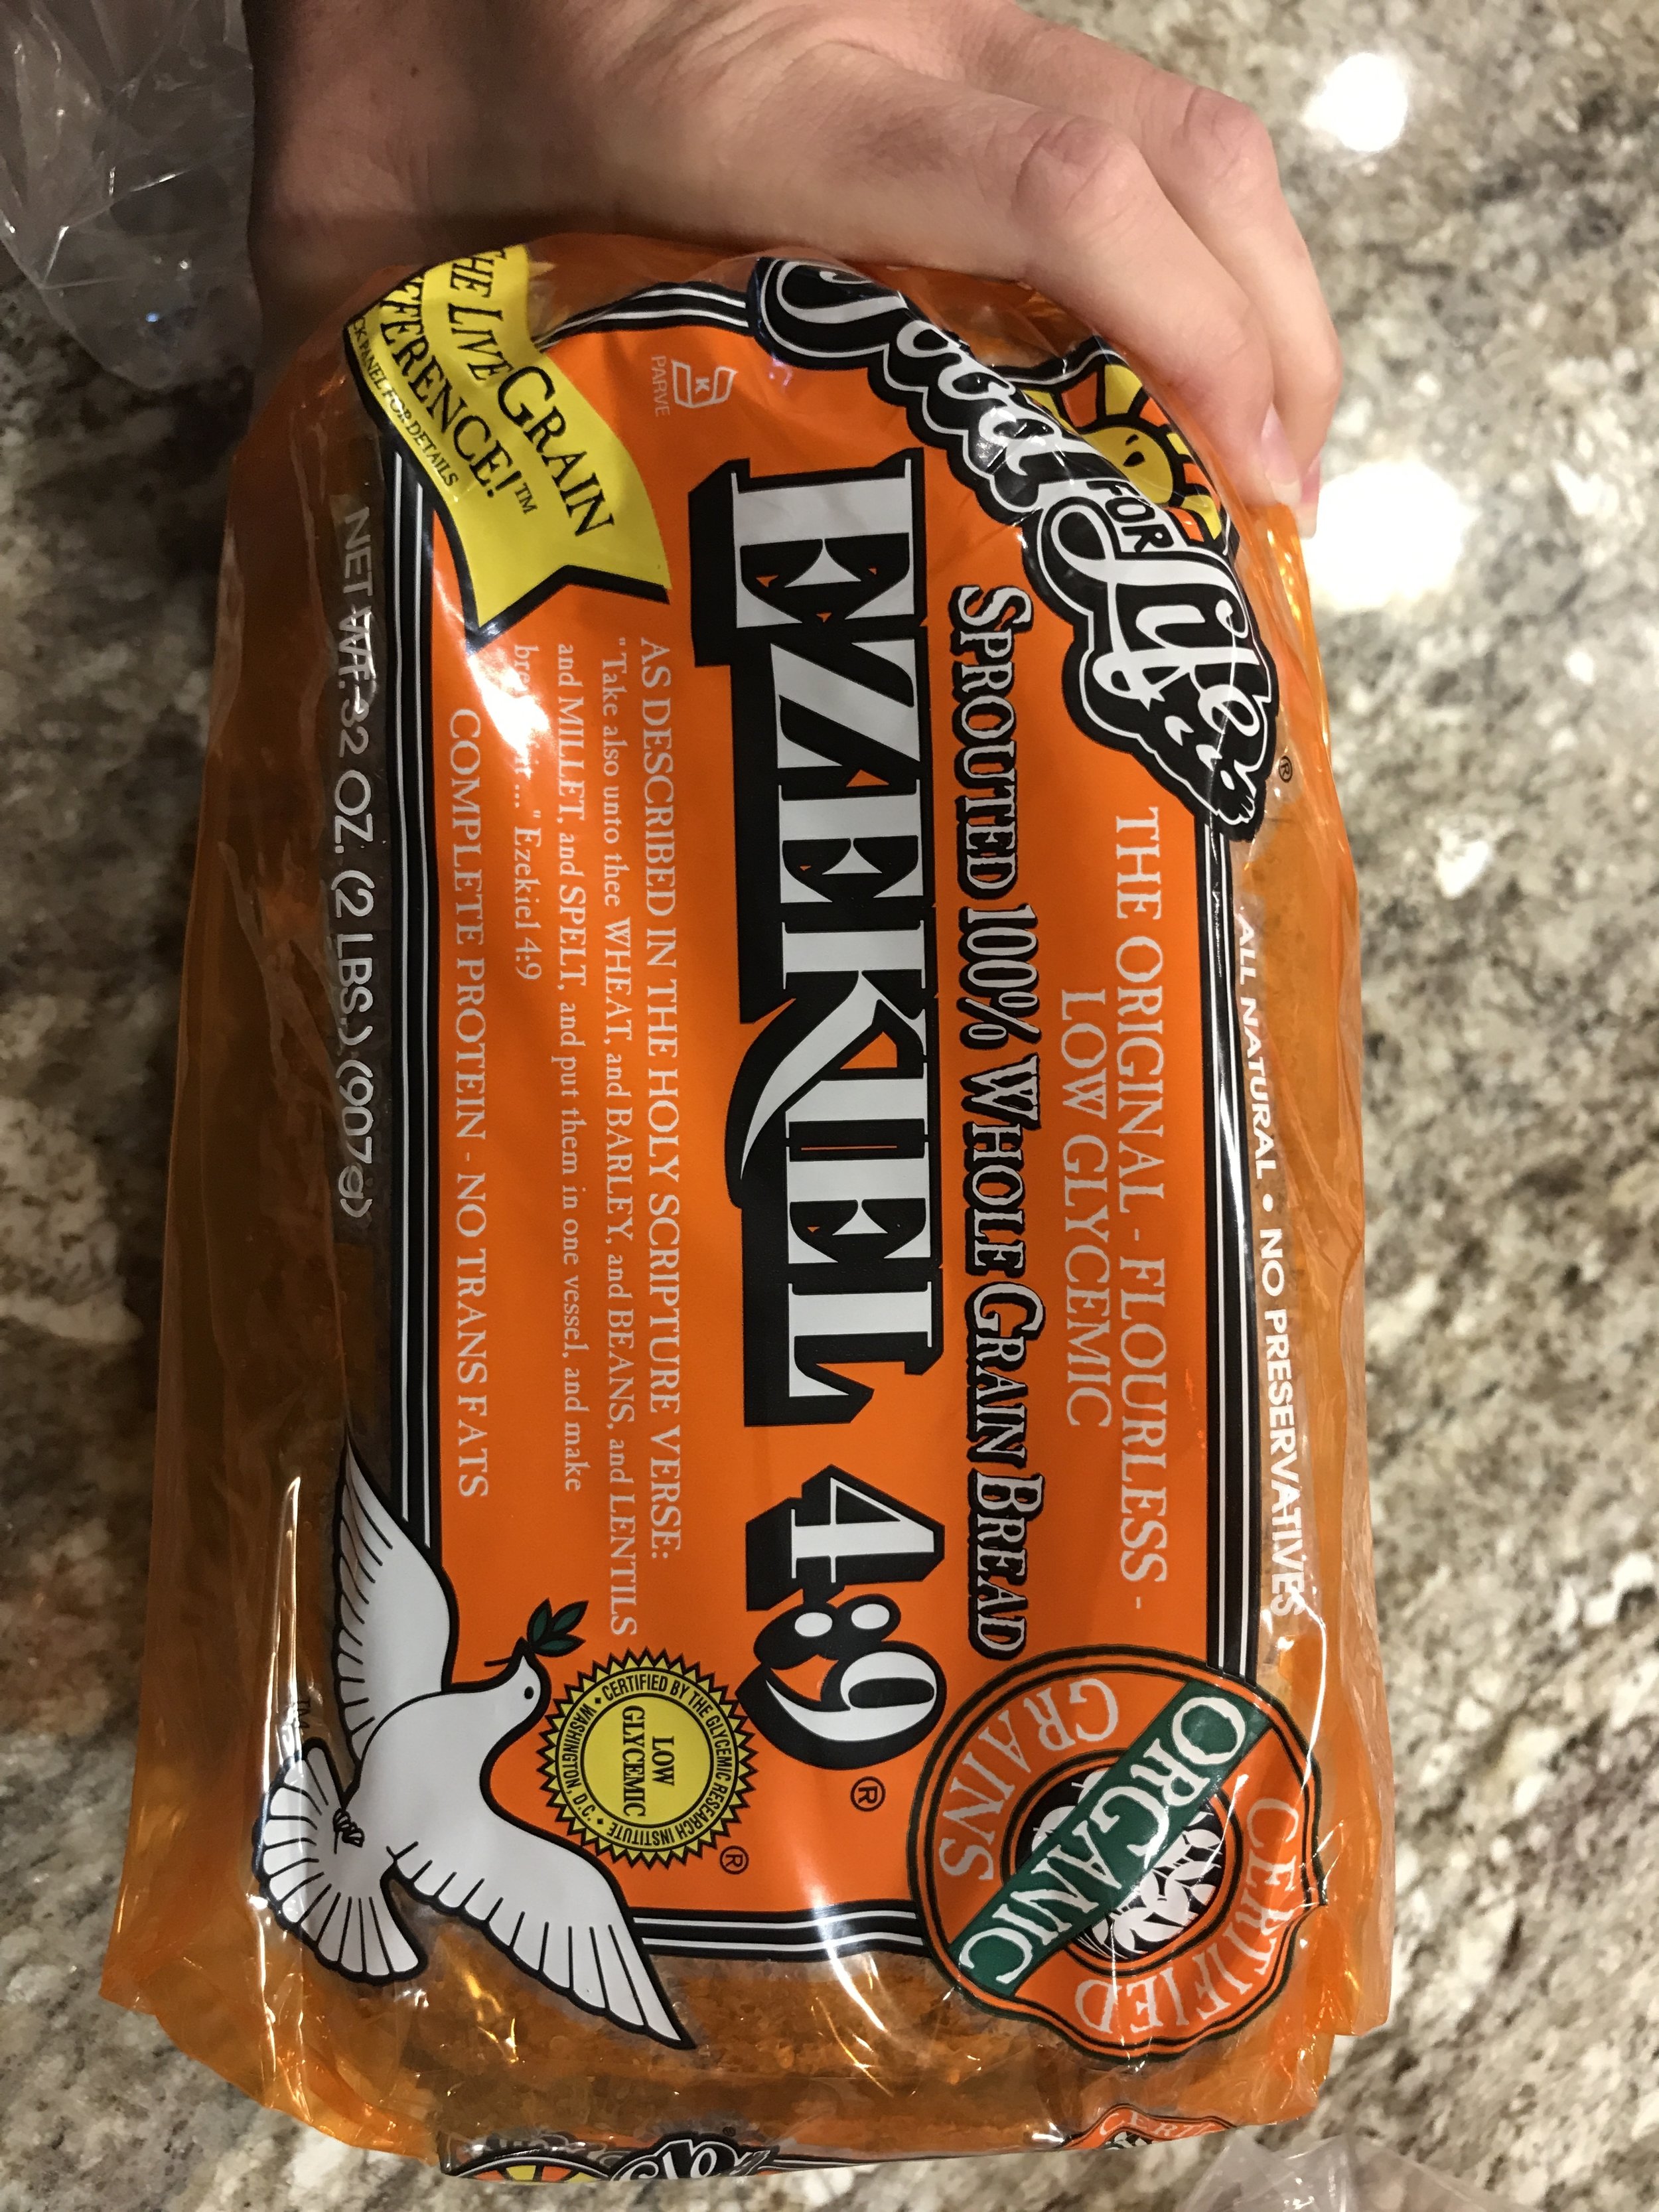 ALL NATURAL • NO PRESERVATIVES
Food FOR Life ®
THE ORIGINAL - FLOURLESS -
LOW GLYCEMIC
CERTIFIED
ORGANIC
GRAINS
SPROUTED 100% WHOLE GRAIN BREAD
EZEKIEL 4:9 ®
K
PARVE
AS DESCRIBED IN THE HOLY SCRIPTURE VERSE:
"Take also unto thee WHEAT, and BARLEY, and BEANS, and LENTILS
and MILLET, and SPELT, and put them in one vessel, and make
it ... " Ezekiel 4:9
COMPLETE PROTEIN - NO TRANS FATS
LIVE GRAIN
PANEL FOR DETAILS
CERTIFIED BY THE GLYCEMIC RESEARCH INSTITUTE
• WASHINGTON, D.C. •
LOW
GLYCEMIC
®
NET WT. 32 OZ. (2 LBS.) (907g)